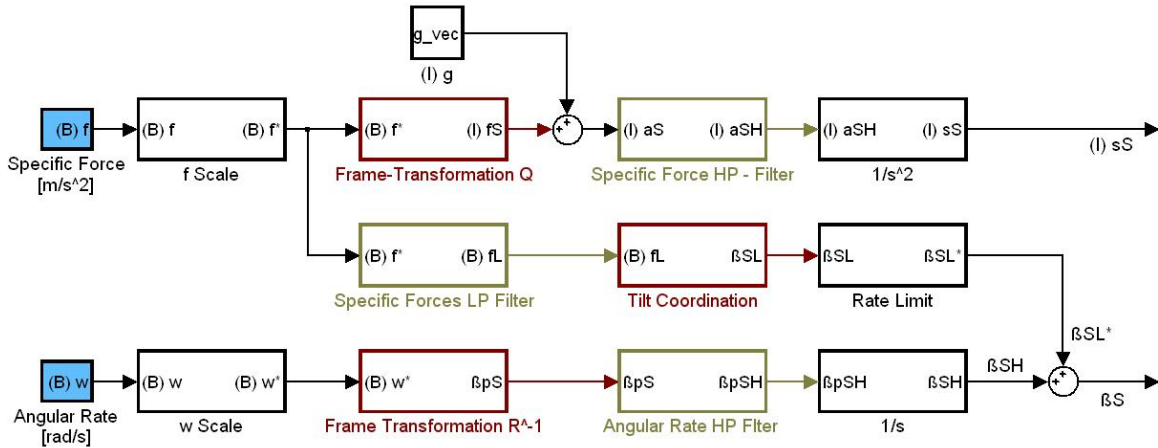 g_vec
(I) g
(B) f
(B) f
(B) f*
(B) f*
(I) fS
(I) aS
(I) aSH
(I) aSH
(I) sS
(I) sS
Specific Force
[m/s^2]
f Scale
Frame-Transformation Q
Specific Force HP - Filter
1/s^2
(B) f*
(B) fL
(B) fL
ßSL
ßSL
ßSL*
Specific Forces LP Filter
Tilt Coordination
Rate Limit
ßSL*
ßSH
(B) w
(B) w
(B) w*
(B) w*
ßpS
ßpS
ßpSH
ßpSH
ßSH
ßS
Angular Rate
[rad/s]
w Scale
Frame Transformation R^-1
Angular Rate HP FIter
1/s